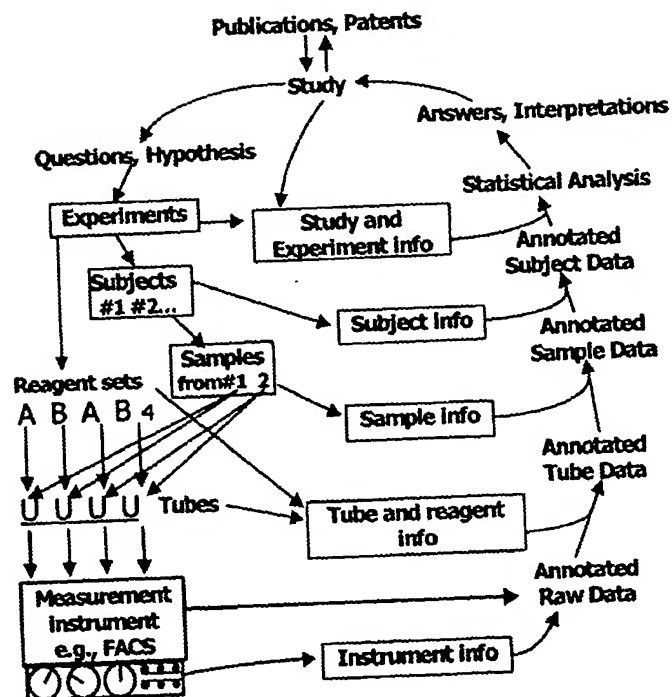 Publications, Patents
Study
Answers, Interpretations
Questions, Hypothesis
Statistical Analysis
Experiments
Study and
Experiment info
Annotated
Subject Data
Subjects
#1 #2...
Subject info
Annotated
Sample Data
Samples
from#1 2
Reagent sets
A B A B 4
Sample info
Annotated
Tube Data
U U U U Tubes
Tube and reagent
info
Annotated
Raw Data
Measurement
instrument
e.g., FACS
Instrument info